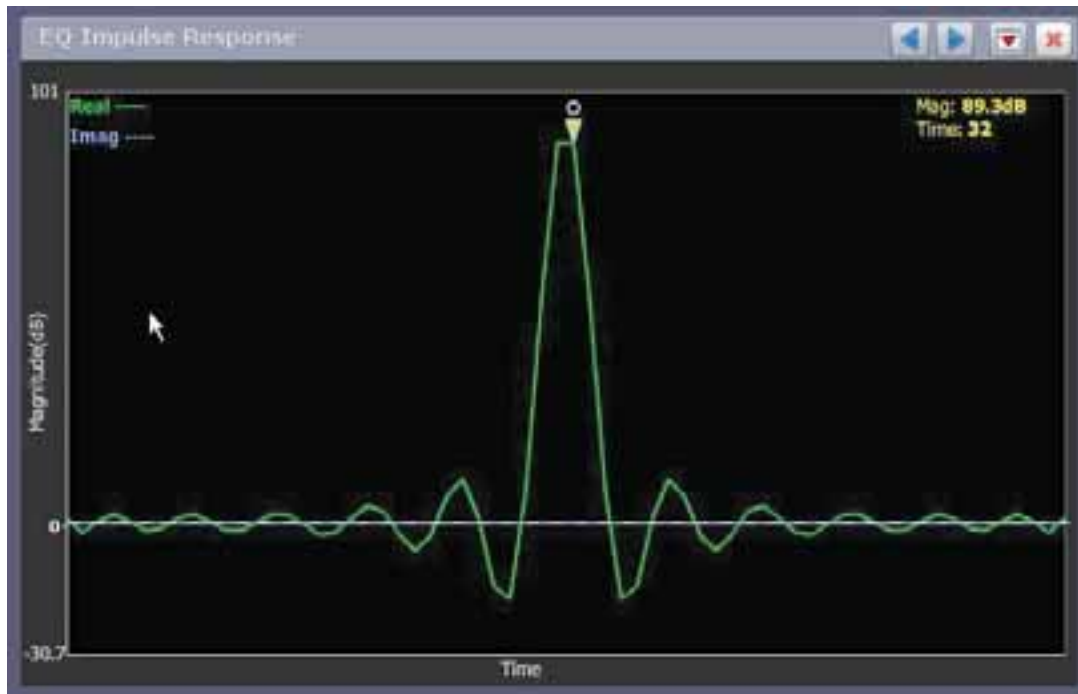 EQ Impulse Response
101
Real ----
Imag ----
Mag: 89.3dB
Time: 32
Magnitude(dB)
0
-30.7
Time